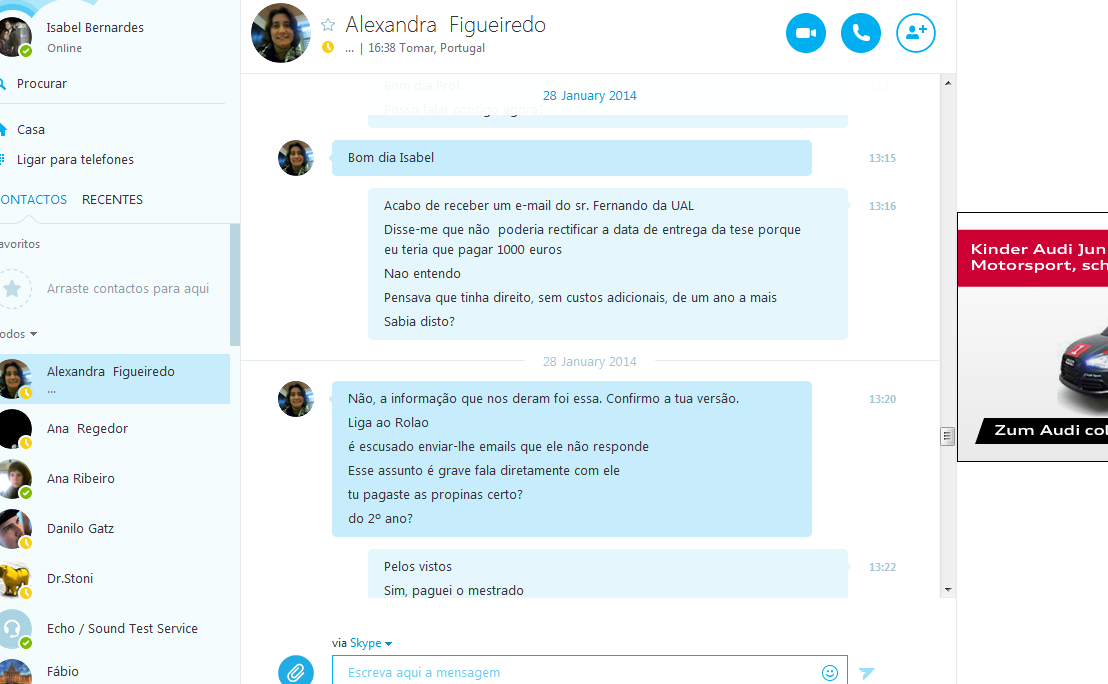 Isabel Bernardes
Online
Procurar
Casa
Ligar para telefones
ONTACTOS RECENTES
avoritos
Arraste contactos para aqui
odos
Alexandra Figueiredo
...
Ana Regedor
Ana Ribeiro
Danilo Gatz
Dr.Stoni
Echo / Sound Test Service
Fábio
Alexandra Figueiredo
... | 16:38 Tomar, Portugal
Bom dia Prof.
28 January 2014
Posso falar contigo agora?
Bom dia Isabel
13:15
Acabo de receber um e-mail do sr. Fernando da UAL
13:16
Disse-me que não poderia rectificar a data de entrega da tese porque
eu teria que pagar 1000 euros
Nao entendo
Pensava que tinha direito, sem custos adicionais, de um ano a mais
Sabia disto?
28 January 2014
Não, a informação que nos deram foi essa. Confirmo a tua versão.
13:20
Liga ao Rolao
é escusado enviar-lhe emails que ele não responde
Esse assunto é grave fala diretamente com ele
tu pagaste as propinas certo?
do 2º ano?
Pelos vistos
13:22
Sim, paguei o mestrado
via Skype
Escreva aqui a mensagem
Kinder Audi Jun
Motorsport, sch
Zum Audi col